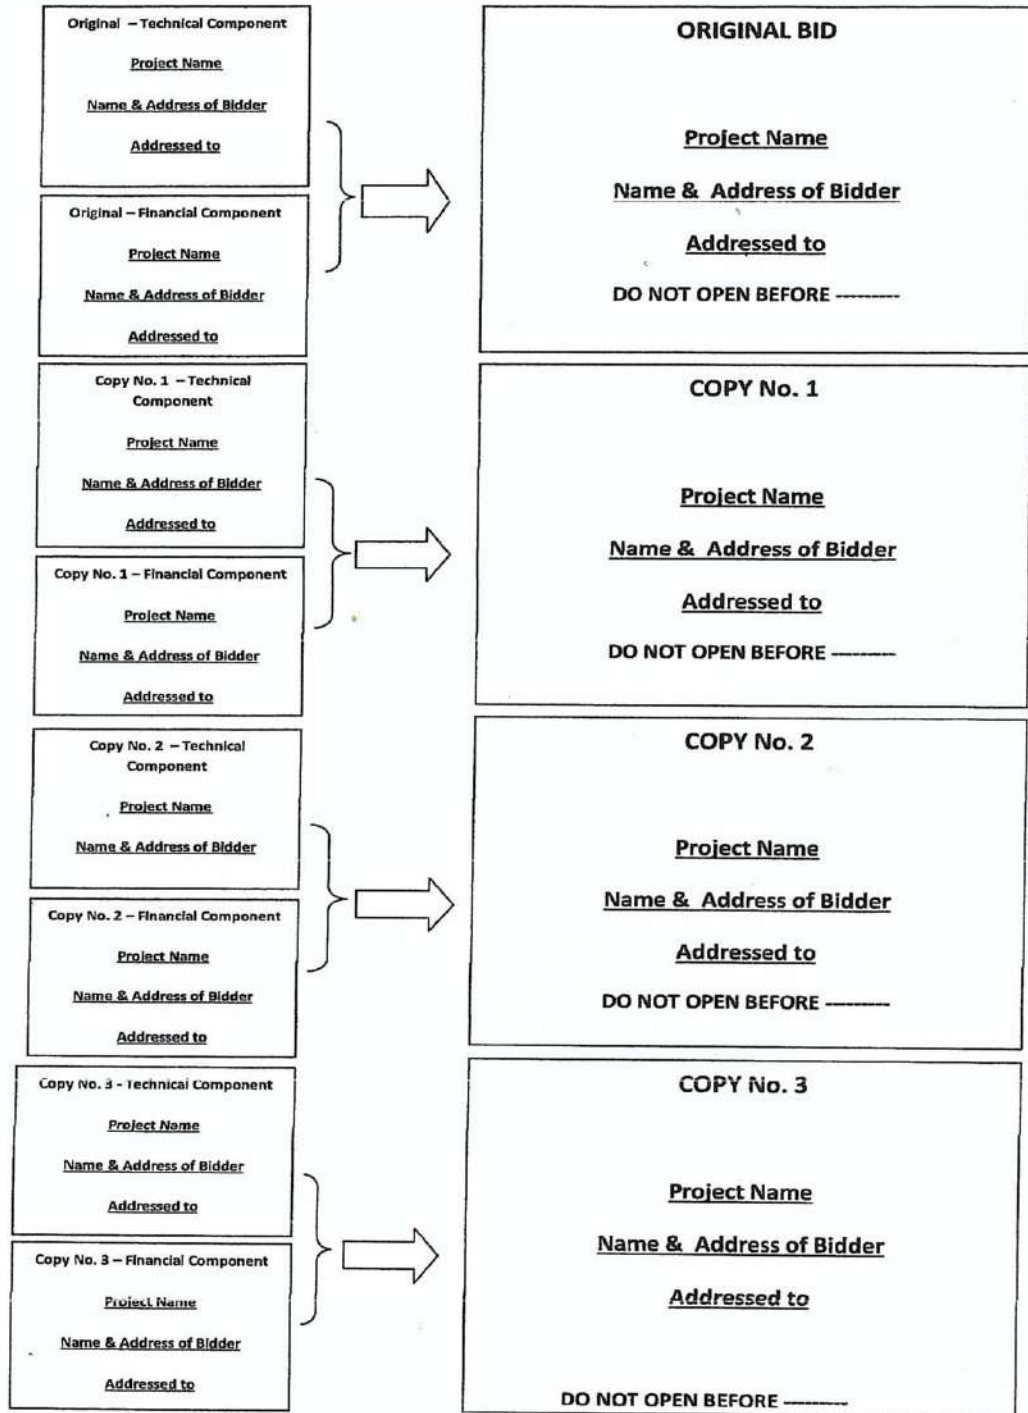 Original – Technical Component
Project Name
Name & Address of Bidder
Addressed to
Original – Financial Component
Project Name
Name & Address of Bidder
Addressed to
ORIGINAL BID
Project Name
Name & Address of Bidder
Addressed to
DO NOT OPEN BEFORE ---------
Copy No. 1 – Technical
Component
Project Name
Name & Address of Bidder
Addressed to
Copy No. 1 – Financial Component
Project Name
Name & Address of Bidder
Addressed to
COPY No. 1
Project Name
Name & Address of Bidder
Addressed to
DO NOT OPEN BEFORE ---------
Copy No. 2 – Technical
Component
Project Name
Name & Address of Bidder
Copy No. 2 – Financial Component
Project Name
Name & Address of Bidder
Addressed to
COPY No. 2
Project Name
Name & Address of Bidder
Addressed to
DO NOT OPEN BEFORE ---------
Copy No. 3 - Technical Component
Project Name
Name & Address of Bidder
Addressed to
Copy No. 3 – Financial Component
Project Name
Name & Address of Bidder
Addressed to
COPY No. 3
Project Name
Name & Address of Bidder
Addressed to
DO NOT OPEN BEFORE ---------